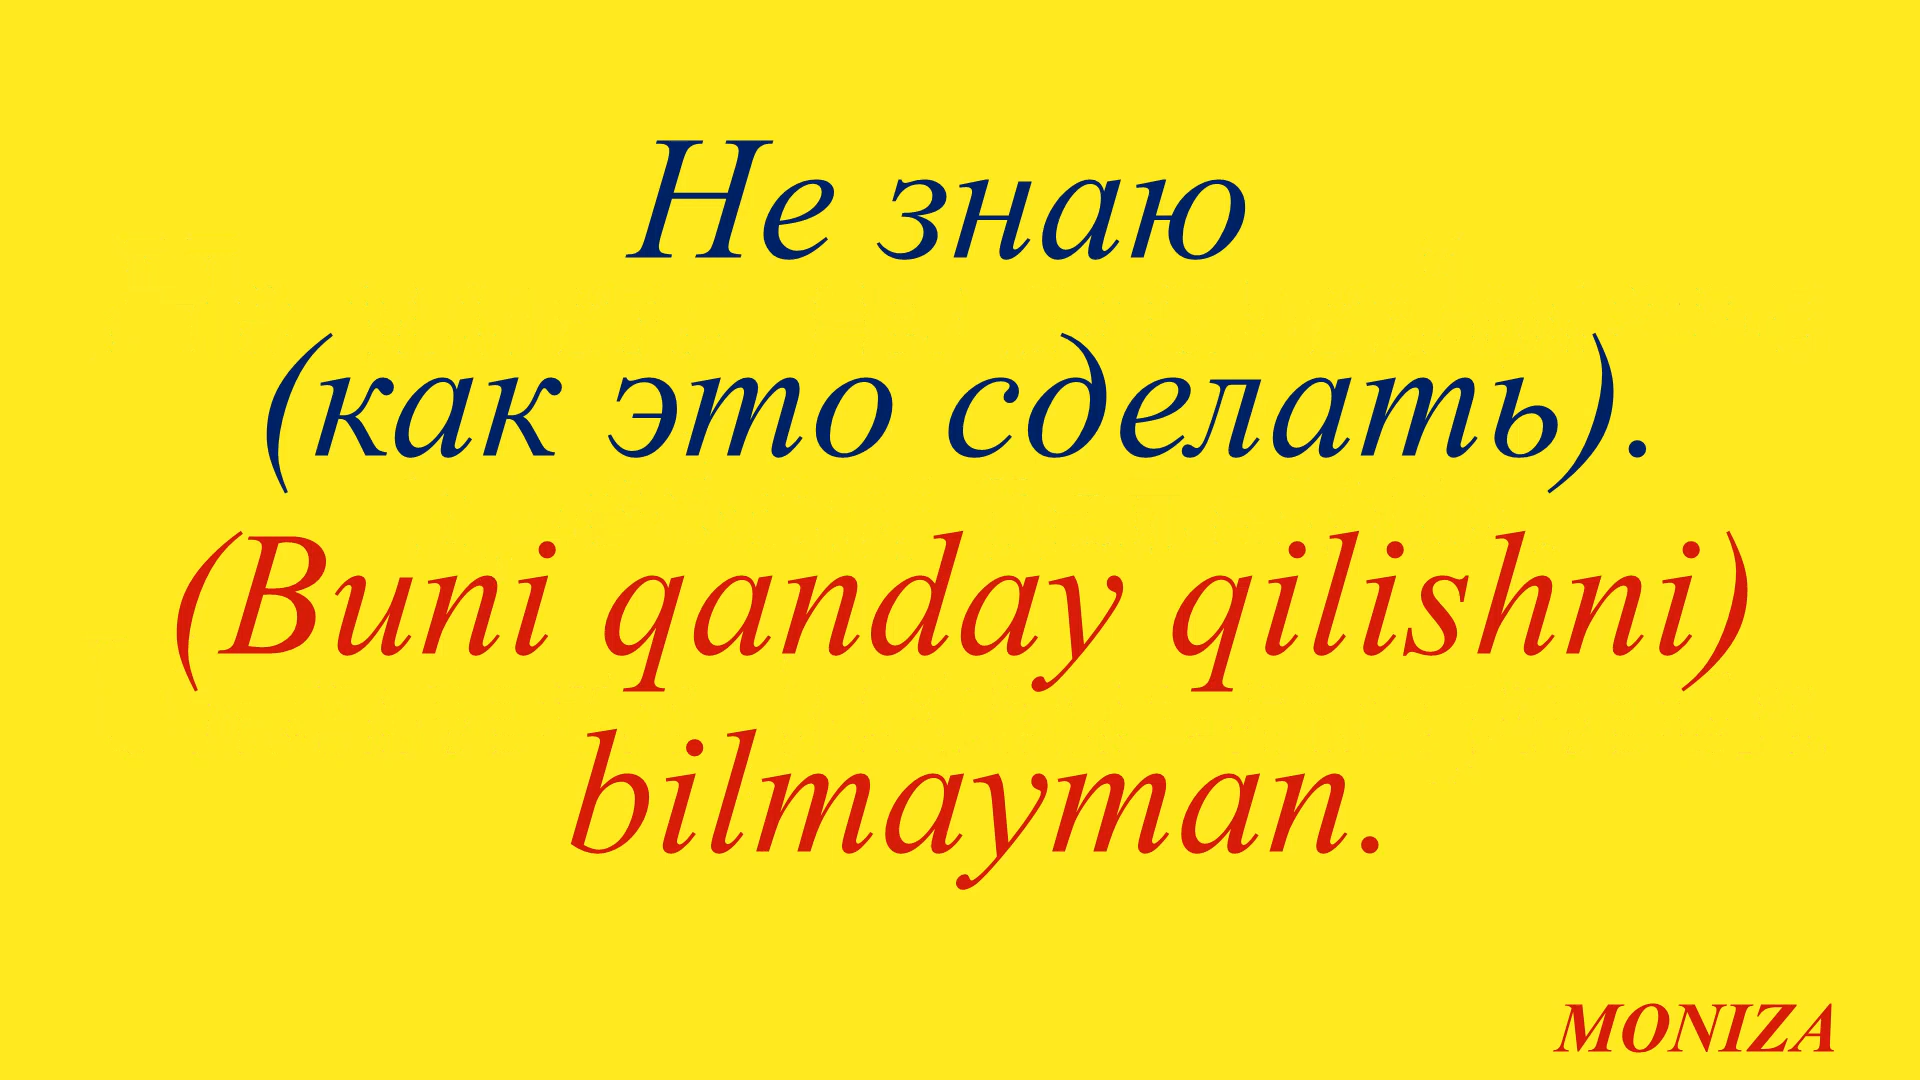 Не знаю
(как это сделать).
(Buni qanday qilishni)
bilmayman.
MONIZA